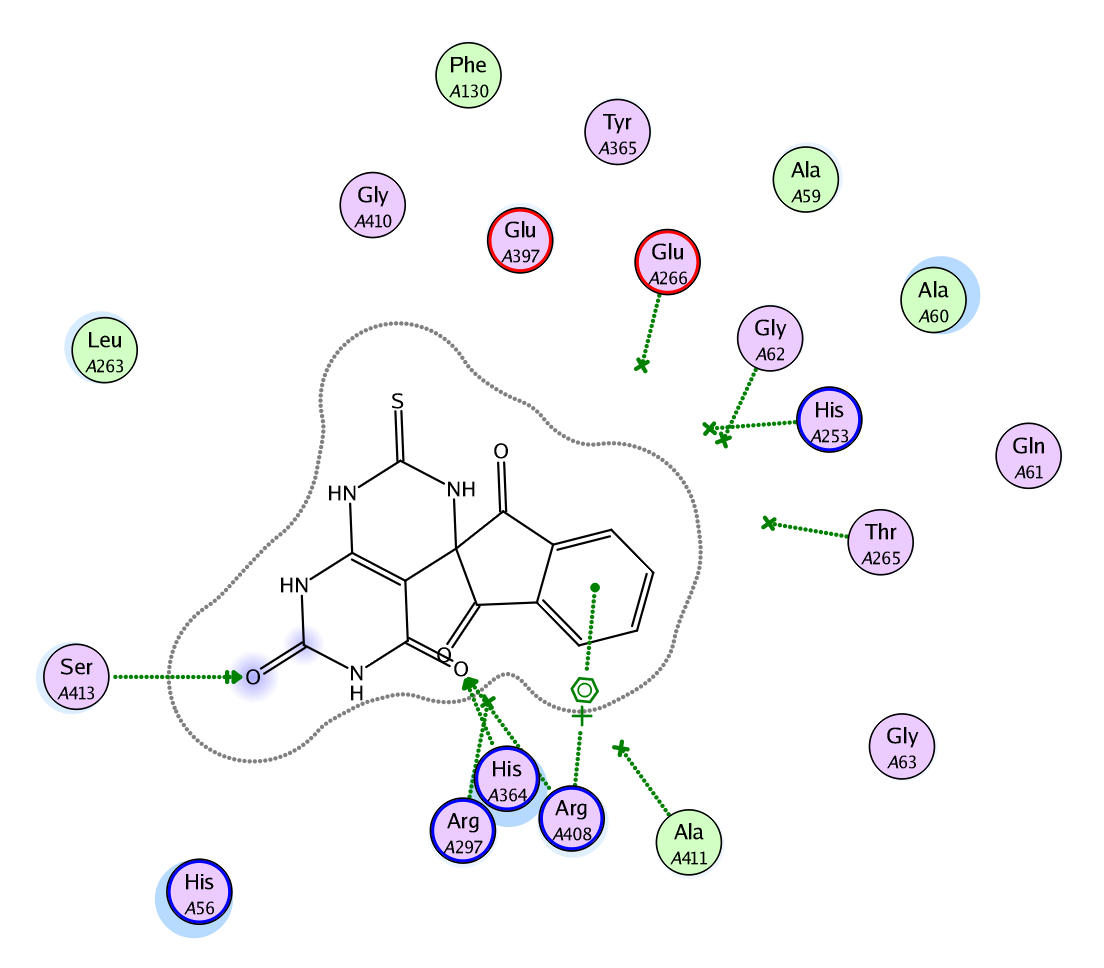 Phe
A130
Tyr
A365
Ala
A59
Gly
A410
Glu
A397
Glu
A266
Ala
A60
Gly
A62
Leu
A263
His
A253
S
O
Gln
A61
HN
NH
Thr
A265
HN
O
O
Ser
A413
O
N
H
Gly
A63
His
A364
Arg
A408
Arg
A297
Ala
A411
His
A56